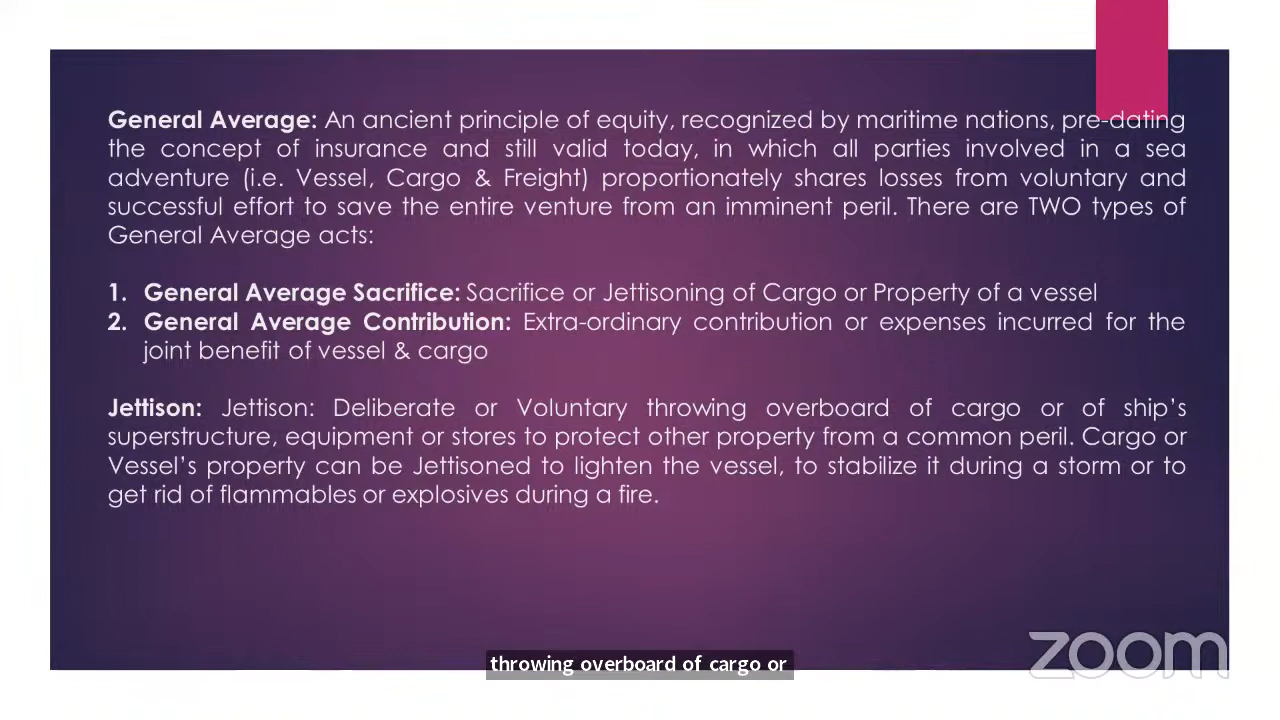 General Average: An ancient principle of equity, recognized by maritime nations, pre-dating
the concept of insurance and still valid today, in which all parties involved in a sea
adventure (i.e. Vessel, Cargo & Freight) proportionately shares losses from voluntary and
successful effort to save the entire venture from an imminent peril. There are TWO types of
General Average acts:
1. General Average Sacrifice: Sacrifice or Jettisoning of Cargo or Property of a vessel
2. General Average Contribution: Extra-ordinary contribution or expenses incurred for the
joint benefit of vessel & cargo
Jettison: Jettison: Deliberate or Voluntary throwing overboard of cargo or of ship's
superstructure, equipment or stores to protect other property from a common peril. Cargo or
Vessel's property can be Jettisoned to lighten the vessel, to stabilize it during a storm or to
get rid of flammables or explosives during a fire.
zoom
throwing overboard of cargo or